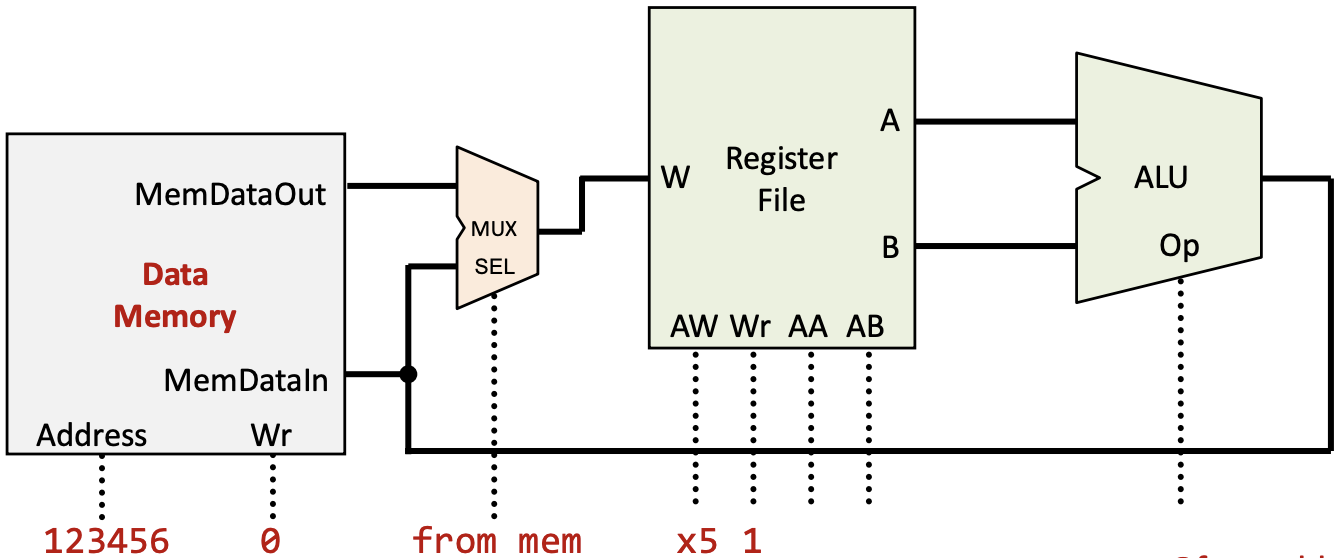 MemDataOut
Data
Memory
MemDataIn
Address Wr
123456 0
MUX
SEL
from mem
W
Register
File
A
B
AW Wr AA AB
x5 1
ALU
Op